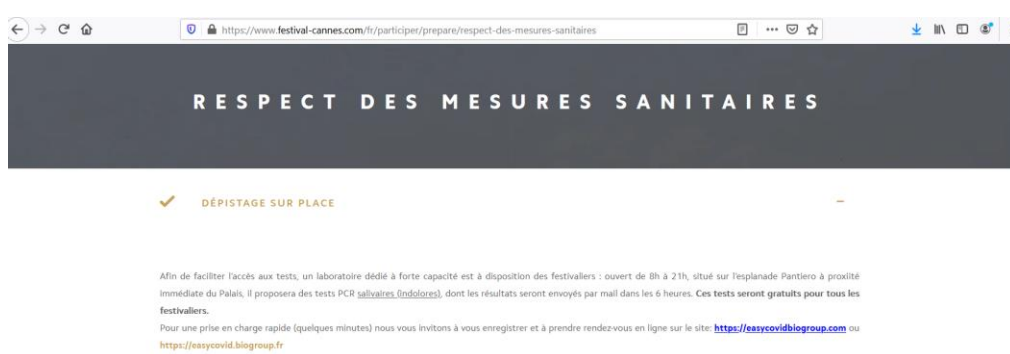 https://www.festival-cannes.com/fr/participer/prepare/respect-des-mesures-sanitaires
RESPECT DES MESURES SANITAIRES
DÉPISTAGE SUR PLACE
Afin de faciliter l'accès aux tests, un laboratoire dédié à forte capacité est à disposition des festivaliers : ouvert de 8h à 21h, situé sur l'esplanade Pantiero à proxiité
immédiate du Palais, il proposera des tests PCR salivaires (indolores), dont les résultats seront envoyés par mail dans les 6 heures. Ces tests seront gratuits pour tous les
festivaliers.
Pour une prise en charge rapide (quelques minutes) nous vous invitons à vous enregistrer et à prendre rendez-vous en ligne sur le site: https://easycovidbiogroup.com ou
https://easycovid.biogroup.fr